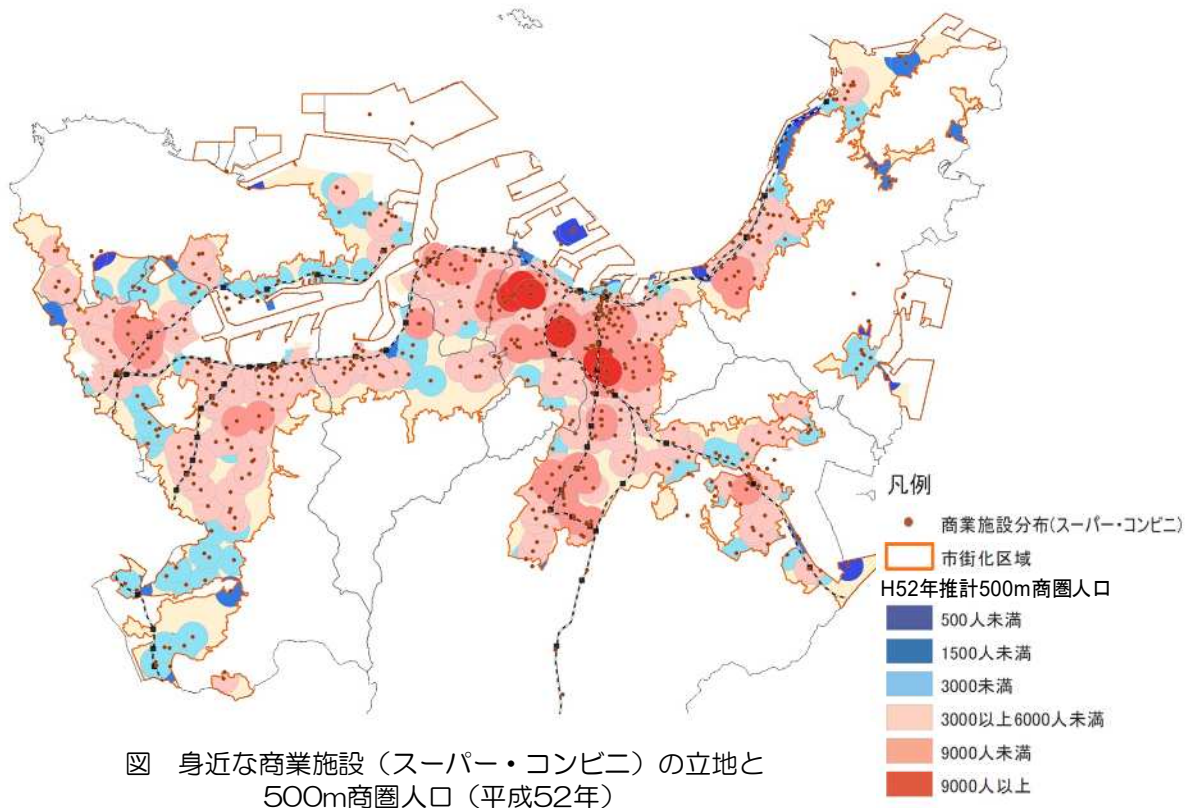 凡例
商業施設分布(スーパー・コンビニ)
市街化区域
H52年推計500m商圏人口
500人未満
1500人未満
3000未満
3000以上6000人未満
9000人未満
9000人以上
図 身近な商業施設（スーパー・コンビニ）の立地と
500m商圏人口（平成52年）